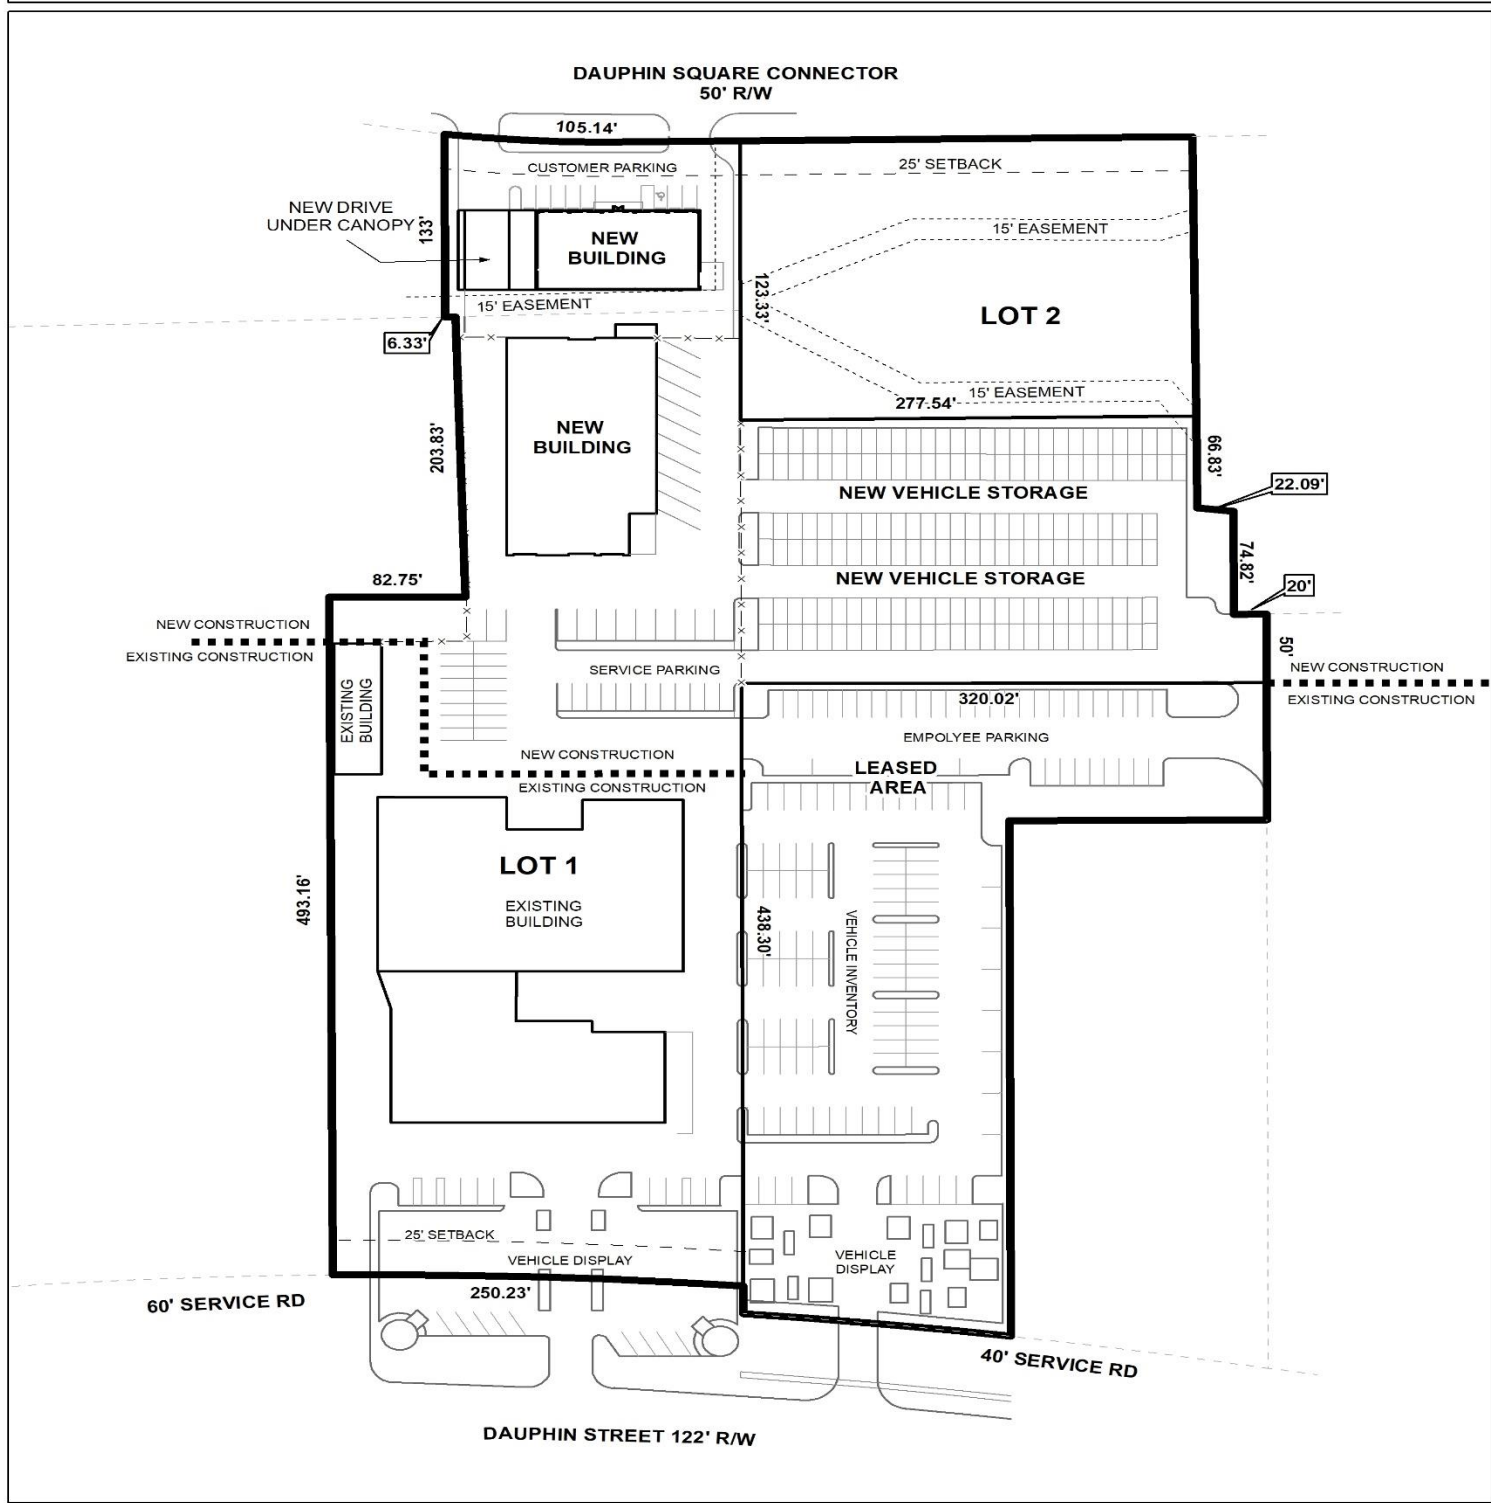 DAUPHIN SQUARE CONNECTOR
50' R/W
105.14'
CUSTOMER PARKING
25' SETBACK
NEW DRIVE
UNDER CANOPY
133'
NEW
BUILDING
15' EASEMENT
123.33'
LOT 2
15' EASEMENT
6.33'
15' EASEMENT
277.54'
203.83'
NEW
BUILDING
66.83'
NEW VEHICLE STORAGE
22.09'
74.82'
NEW VEHICLE STORAGE
20'
82.75'
NEW CONSTRUCTION
EXISTING CONSTRUCTION
50'
SERVICE PARKING
NEW CONSTRUCTION
EXISTING CONSTRUCTION
320.02'
EXISTING
BUILDING
EMPOLYEE PARKING
NEW CONSTRUCTION
EXISTING CONSTRUCTION
LEASED
AREA
LOT 1
EXISTING
BUILDING
493.16'
438.30'
VEHICLE INVENTORY
25' SETBACK
VEHICLE DISPLAY
VEHICLE
DISPLAY
250.23'
60' SERVICE RD
40' SERVICE RD
DAUPHIN STREET 122' R/W